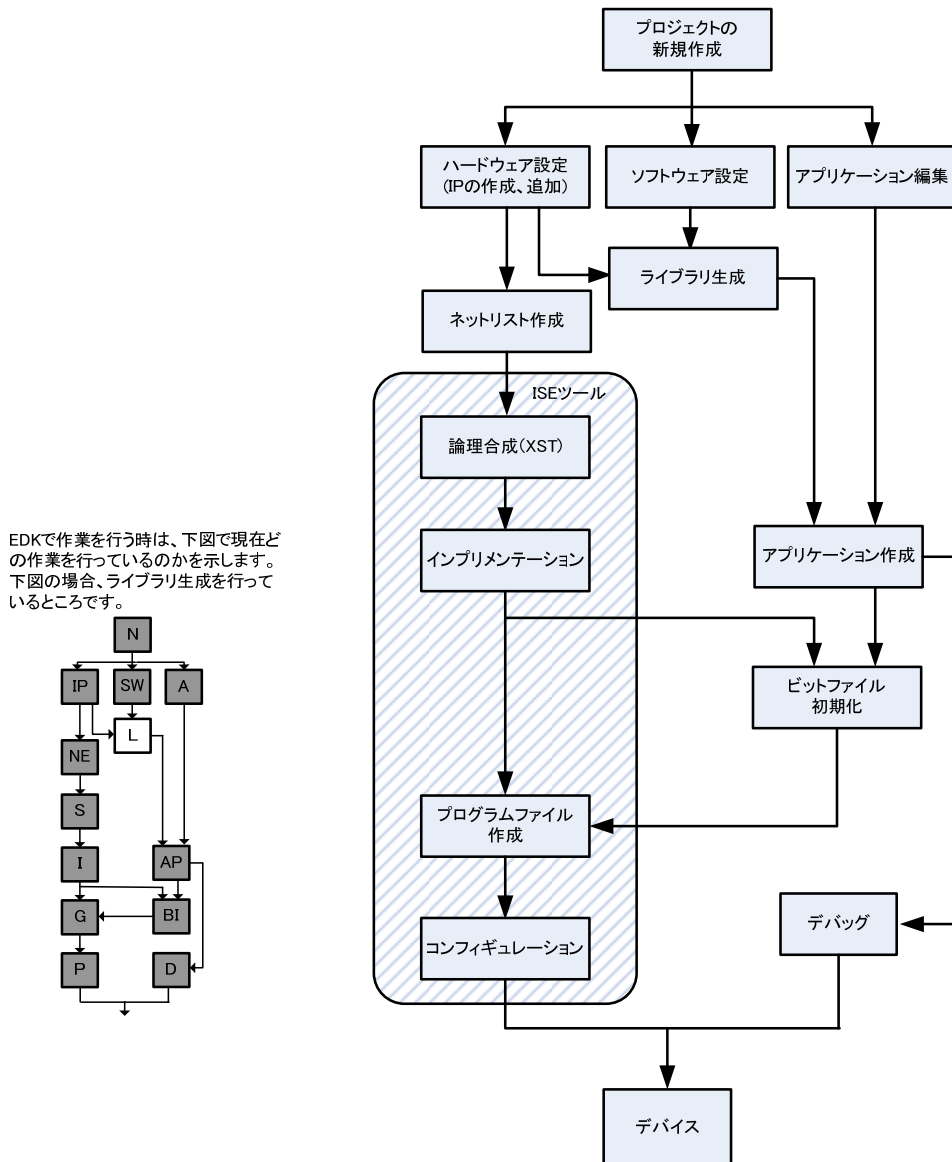 プロジェクトの
新規作成
ハードウェア設定
(IPの作成、追加)
ソフトウェア設定
アプリケーション編集
ライブラリ生成
ネットリスト作成
ISEツール
論理合成(XST)
インプリメンテーション
アプリケーション作成
ビットファイル
初期化
プログラムファイル
作成
コンフィギュレーション
デバッグ
デバイス
EDKで作業を行う時は、下図で現在ど
の作業を行っているのかを示します。
下図の場合、ライブラリ生成を行って
いるところです。
N
IP
SW
A
L
NE
S
I
AP
G
BI
P
D